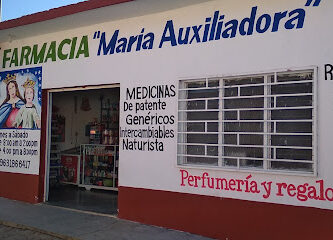 FARMACIA "María Auxiliadora"
MEDICINAS
De patente
Genéricos
Intercambiables
Naturista
Perfumería y regalo